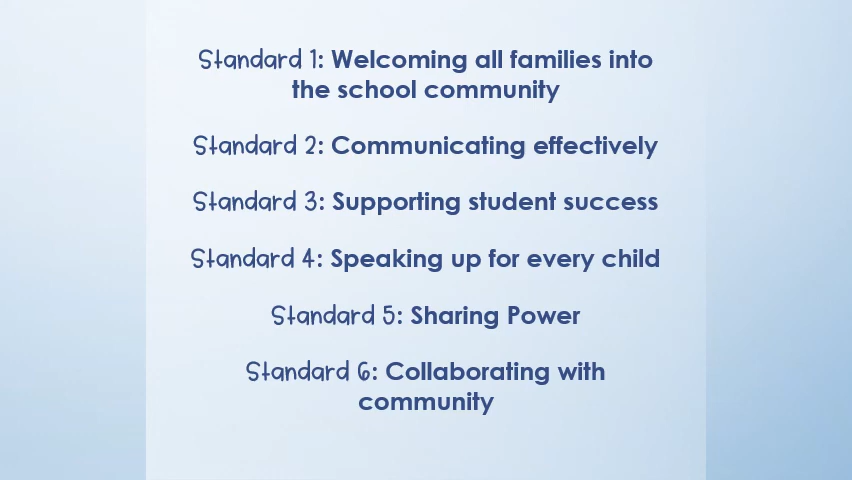 Standard 1: Welcoming all families into
the school community
Standard 2: Communicating effectively
Standard 3: Supporting student success
Standard 4: Speaking up for every child
Standard 5: Sharing Power
Standard 6: Collaborating with
community